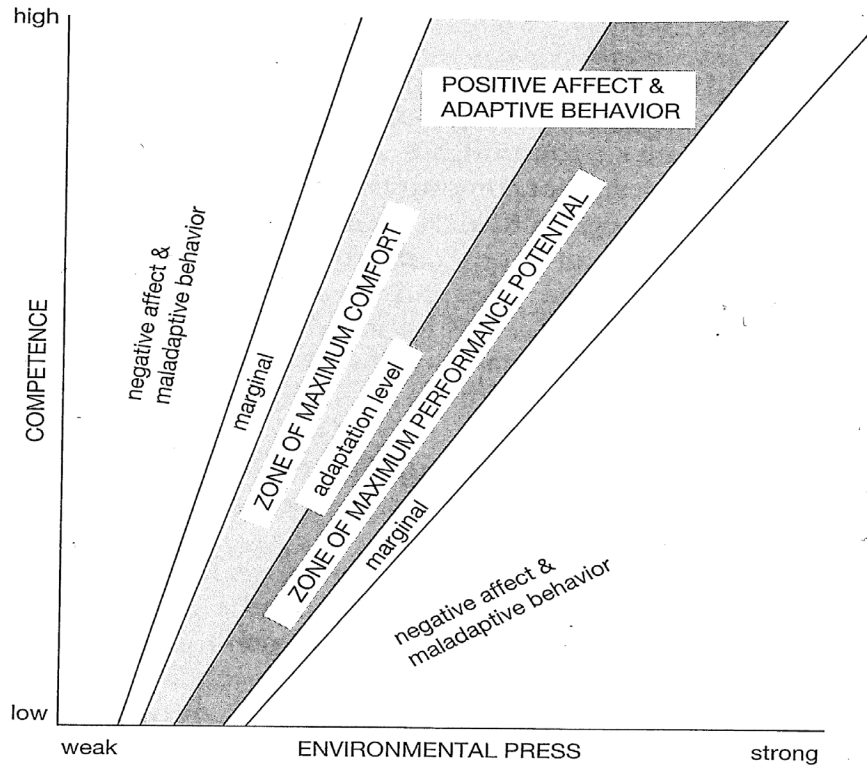 high
POSITIVE AFFECT &
ADAPTIVE BEHAVIOR
negative affect &
maladaptive behavior
marginal
ZONE OF MAXIMUM COMFORT
adaptation level
ZONE OF MAXIMUM PERFORMANCE POTENTIAL
marginal
negative affect &
maladaptive behavior
COMPETENCE
low
weak
ENVIRONMENTAL PRESS
strong